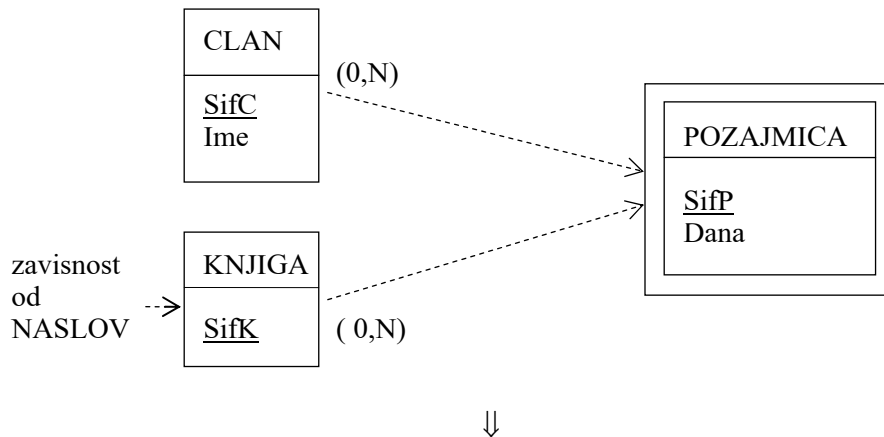 CLAN
(0,N)
SifC
Ime
POZAJMICA
SifP
Dana
zavisnost
od
NASLOV
KNJIGA
SifK
( 0,N)
⇓